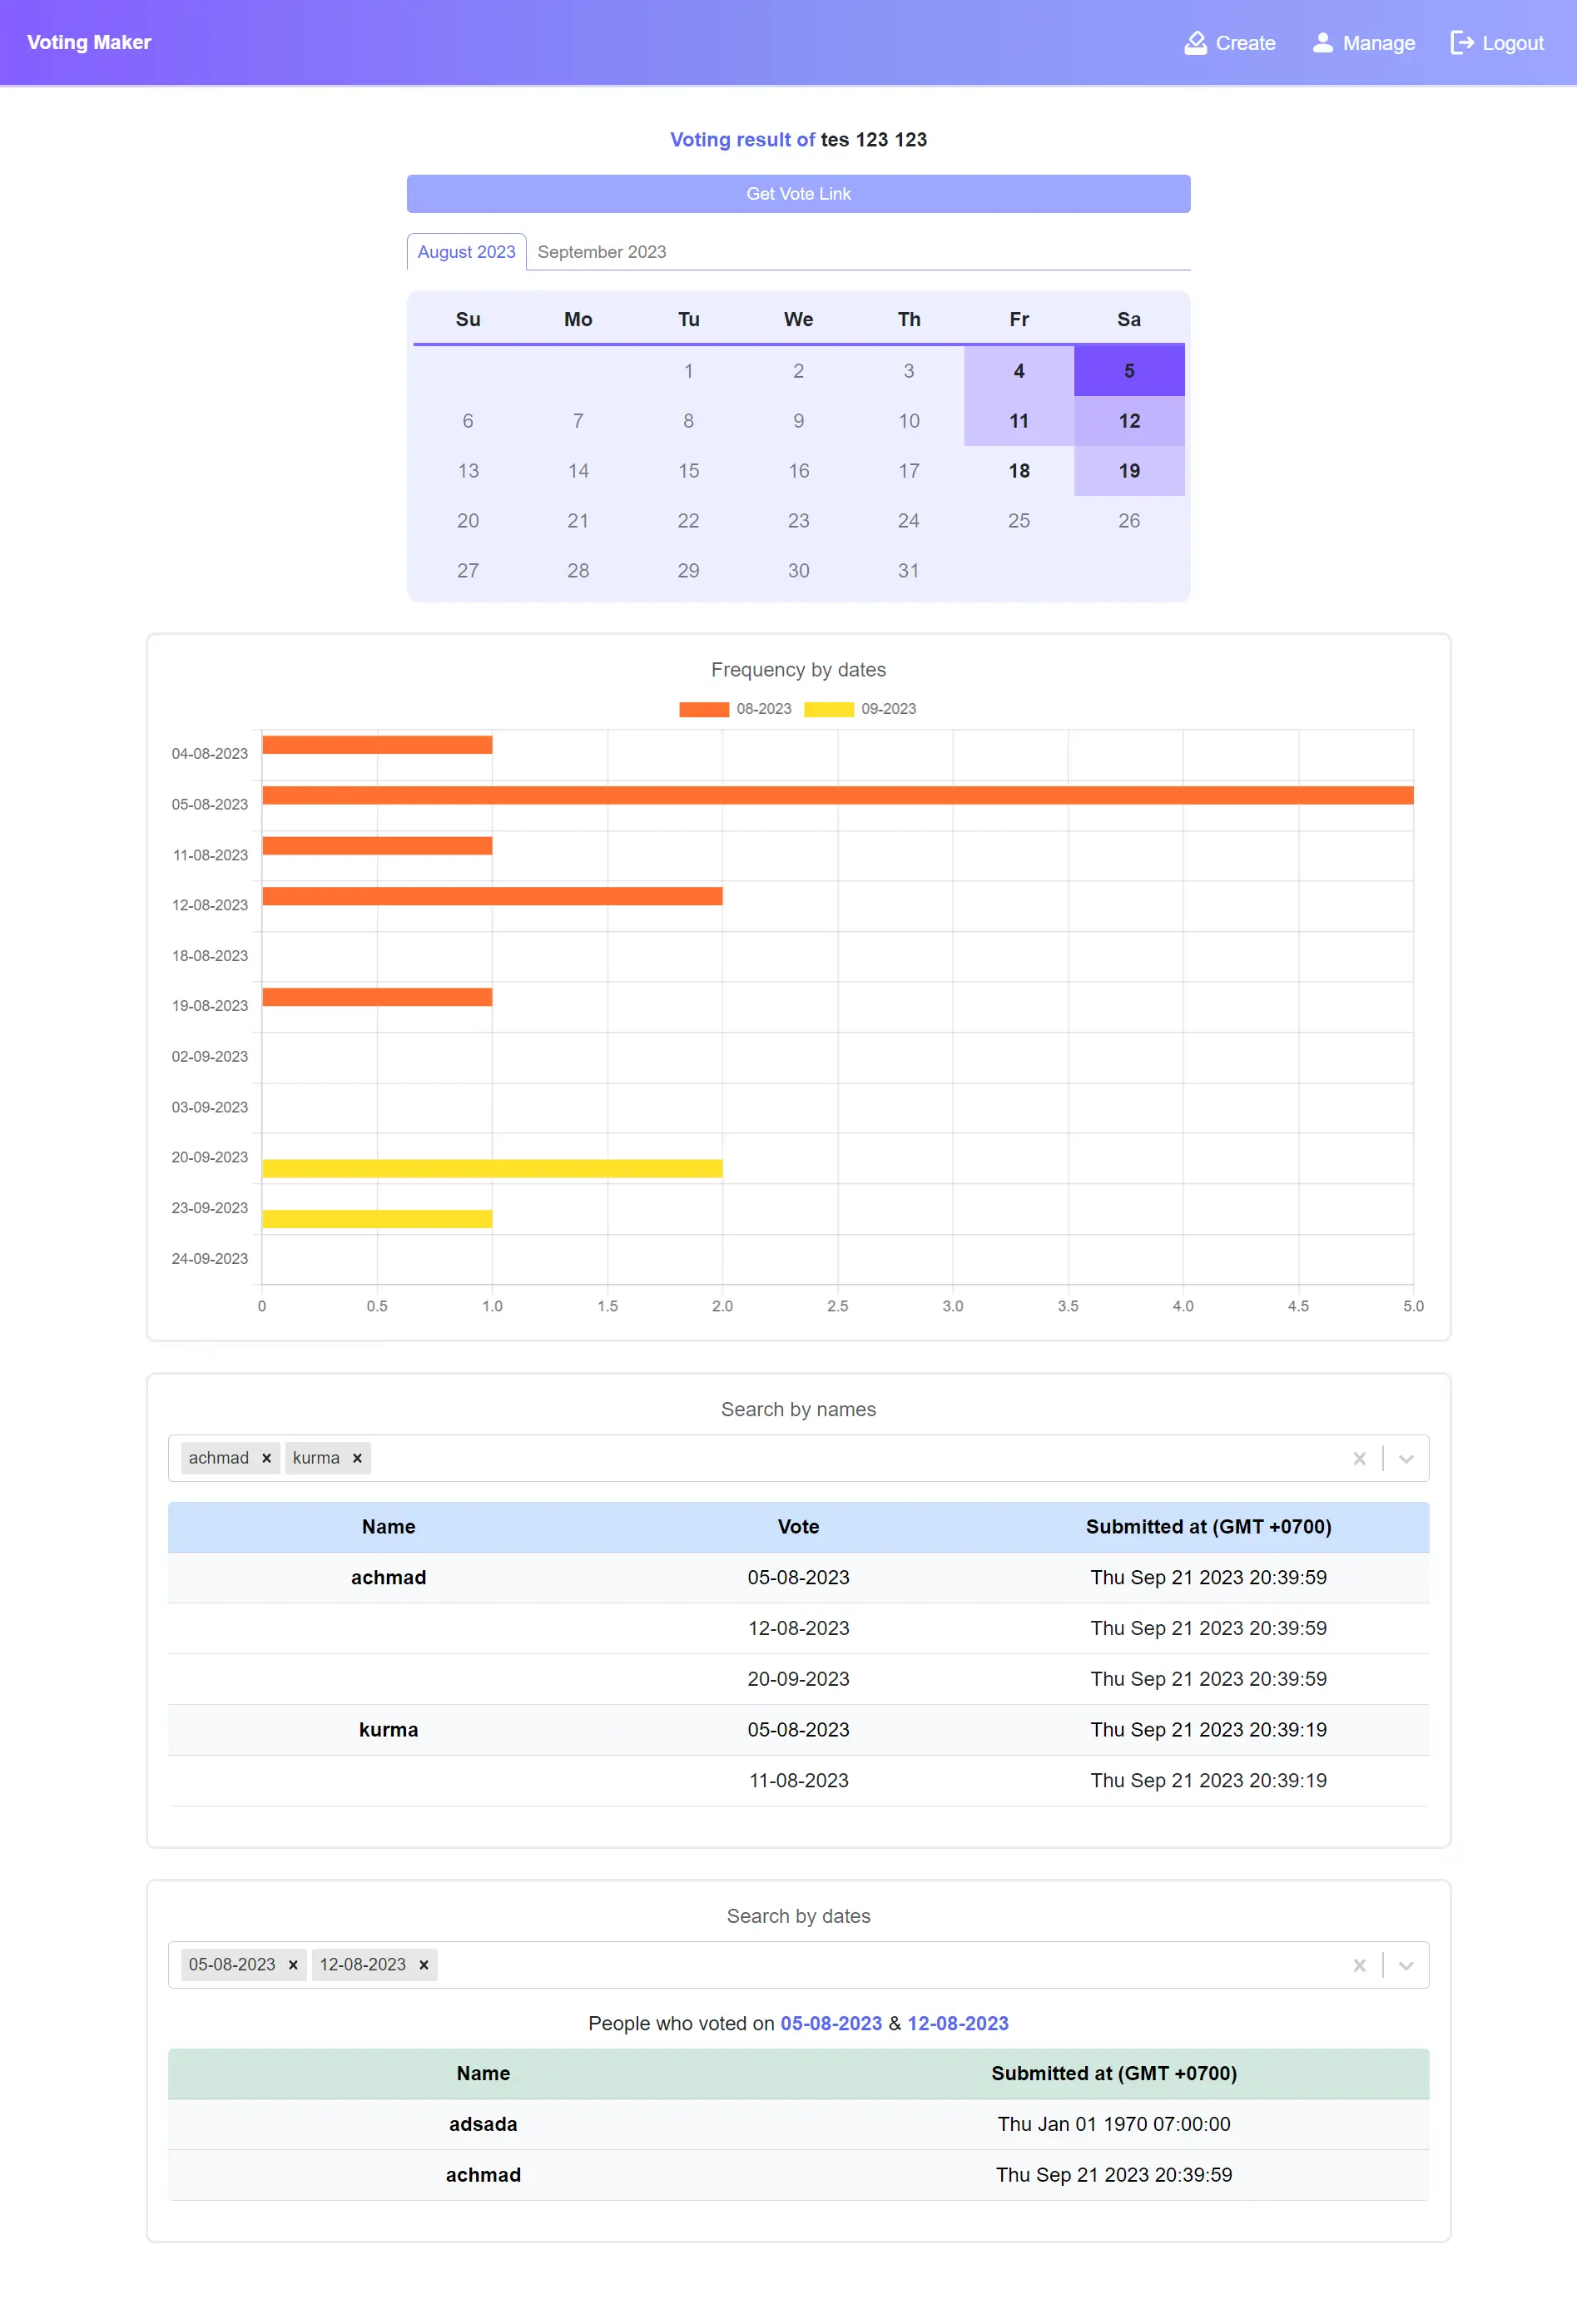 Voting Maker
Create Manage Logout
Voting result of tes 123 123
Get Vote Link
August 2023 September 2023
Su Mo Tu We Th Fr Sa
1 2 3 4 5
6 7 8 9 10 11 12
13 14 15 16 17 18 19
20 21 22 23 24 25 26
27 28 29 30 31
Frequency by dates
08-2023 09-2023
04-08-2023
05-08-2023
11-08-2023
12-08-2023
18-08-2023
19-08-2023
02-09-2023
03-09-2023
20-09-2023
23-09-2023
24-09-2023
0 0.5 1.0 1.5 2.0 2.5 3.0 3.5 4.0 4.5 5.0
Search by names
achmad kurma
Name Vote Submitted at (GMT +0700)
achmad 05-08-2023 Thu Sep 21 2023 20:39:59
12-08-2023 Thu Sep 21 2023 20:39:59
20-09-2023 Thu Sep 21 2023 20:39:59
kurma 05-08-2023 Thu Sep 21 2023 20:39:19
11-08-2023 Thu Sep 21 2023 20:39:19
Search by dates
05-08-2023 12-08-2023
People who voted on 05-08-2023 & 12-08-2023
Name Submitted at (GMT +0700)
adsada Thu Jan 01 1970 07:00:00
achmad Thu Sep 21 2023 20:39:59